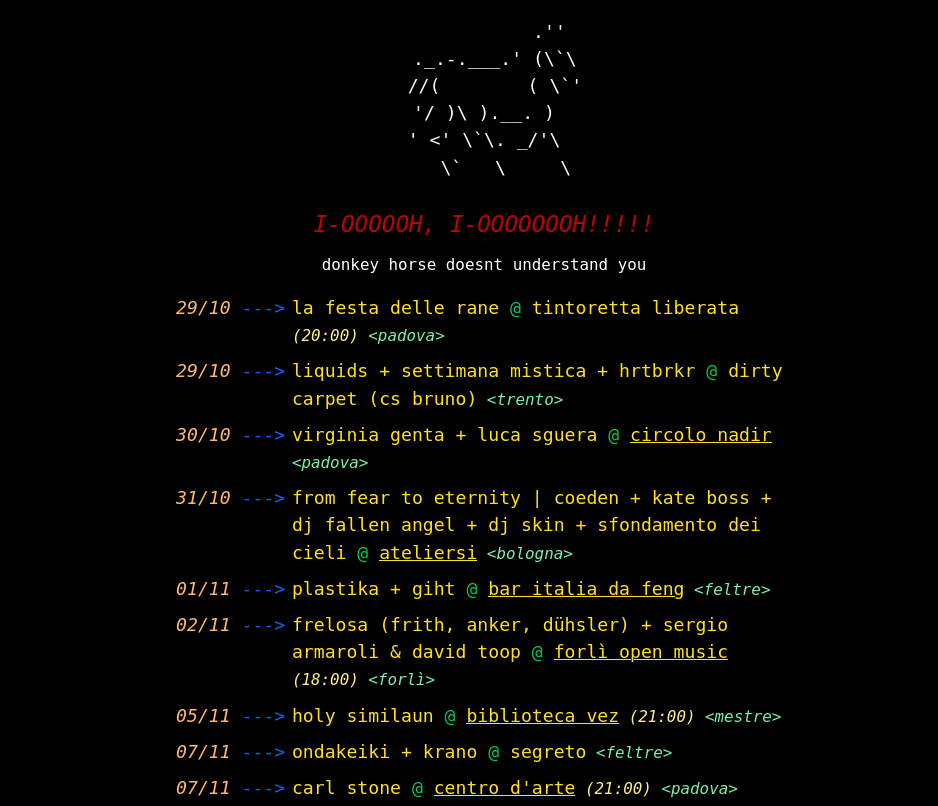 .''
._.-.___.' (\`\
//(        ( \`'
'/ )\ ).__. )
' <' \`\. _/'\
\`   \     \
I-OOOOOH, I-OOOOOOOH!!!!!
donkey horse doesnt understand you
29/10 ---> la festa delle rane @ tintoretta liberata
(20:00) <padova>
29/10 ---> liquids + settimana mistica + hrtbrkr @ dirty
carpet (cs bruno) <trento>
30/10 ---> virginia genta + luca sguera @ circolo nadir
<padova>
31/10 ---> from fear to eternity | coeden + kate boss +
dj fallen angel + dj skin + sfondamento dei
cieli @ ateliersi <bologna>
01/11 ---> plastika + giht @ bar italia da feng <feltre>
02/11 ---> frelosa (frith, anker, dühsler) + sergio
armaroli & david toop @ forlì open music
(18:00) <forlì>
05/11 ---> holy similaun @ biblioteca vez (21:00) <mestre>
07/11 ---> ondakeiki + krano @ segreto <feltre>
07/11 ---> carl stone @ centro d'arte (21:00) <padova>